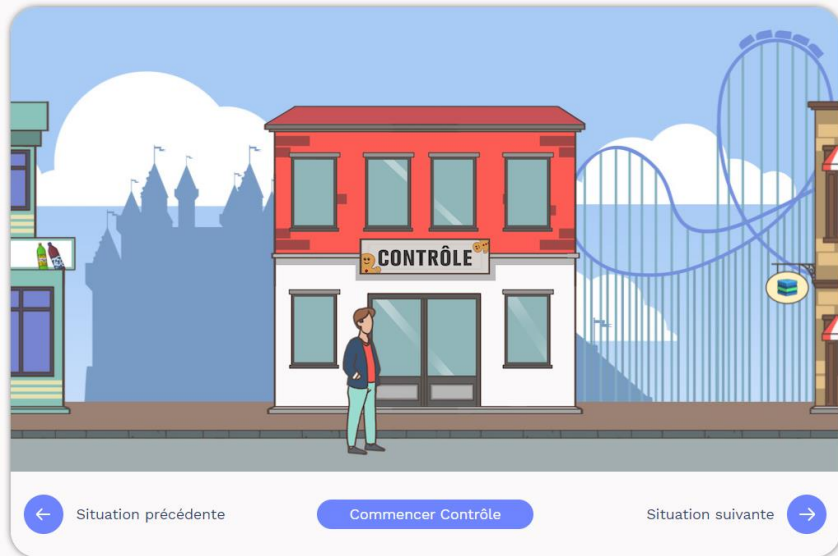 CONTRÔLE
Situation précédente
Commencer Contrôle
Situation suivante